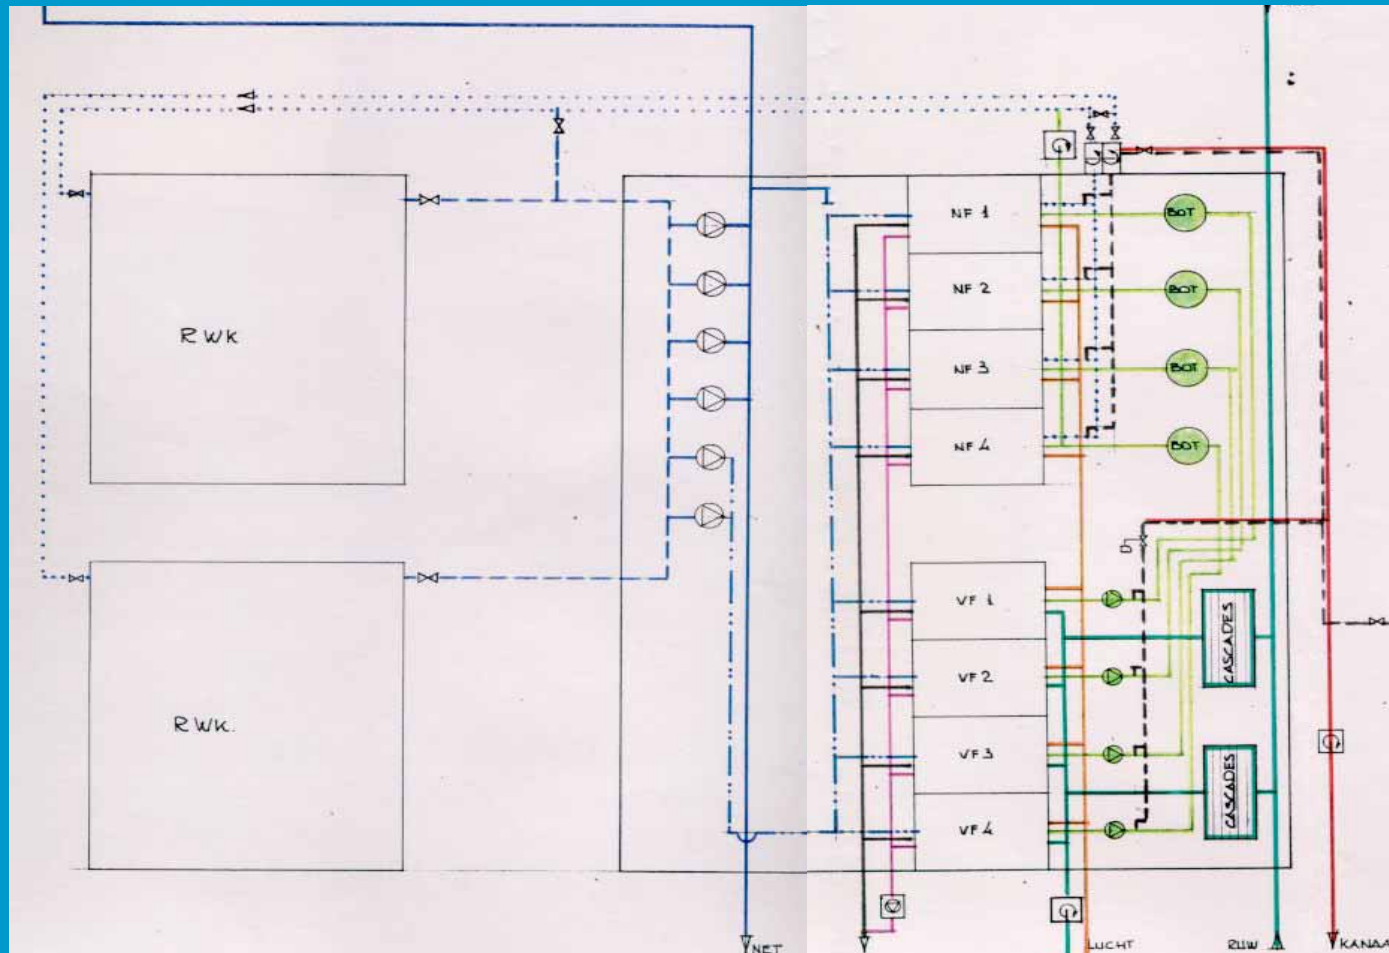 NF 1
BOT
NF 2
BOT
RWK
NF 3
BOT
NF 4
BOT
VF 1
CASCADES
VF 2
RWK.
VF 3
CASCADES
VF 4
NET
LUCHT
RUW
KANAA